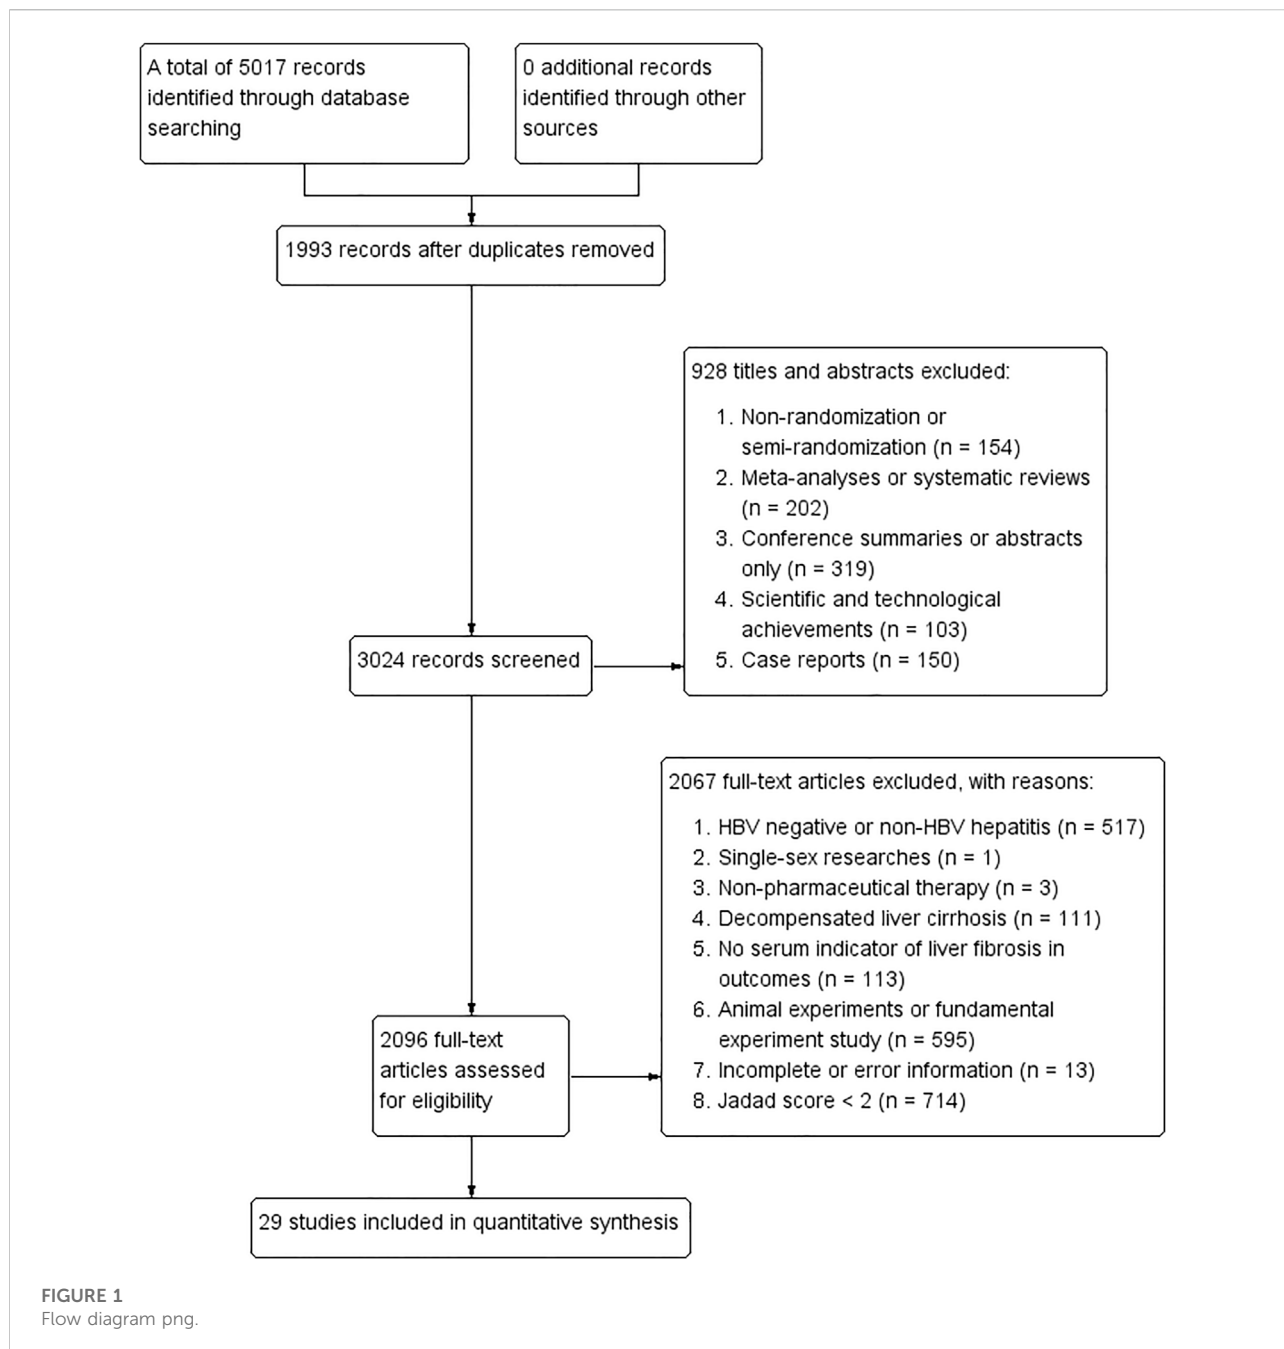 A total of 5017 records
identified through database
searching
0 additional records
identified through other
sources
1993 records after duplicates removed
928 titles and abstracts excluded:
1. Non-randomization or
semi-randomization (n = 154)
2. Meta-analyses or systematic reviews
(n = 202)
3. Conference summaries or abstracts
only (n = 319)
4. Scientific and technological
achievements (n = 103)
5. Case reports (n = 150)
3024 records screened
2067 full-text articles excluded, with reasons:
1. HBV negative or non-HBV hepatitis (n = 517)
2. Single-sex researches (n = 1)
3. Non-pharmaceutical therapy (n = 3)
4. Decompensated liver cirrhosis (n = 111)
5. No serum indicator of liver fibrosis in
outcomes (n = 113)
6. Animal experiments or fundamental
experiment study (n = 595)
7. Incomplete or error information (n = 13)
8. Jadad score < 2 (n = 714)
2096 full-text
articles assessed
for eligibility
29 studies included in quantitative synthesis
FIGURE 1
Flow diagram png.